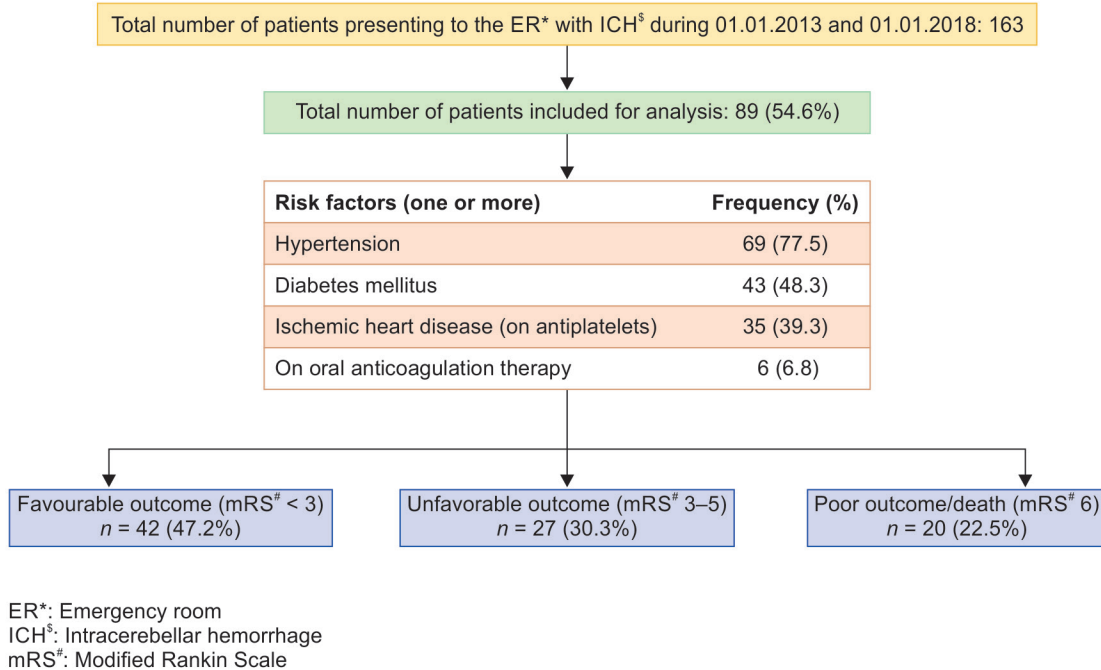 Total number of patients presenting to the ER* with ICH$ during 01.01.2013 and 01.01.2018: 163
Total number of patients included for analysis: 89 (54.6%)
Risk factors (one or more) Frequency (%)
Hypertension 69 (77.5)
Diabetes mellitus 43 (48.3)
Ischemic heart disease (on antiplatelets) 35 (39.3)
On oral anticoagulation therapy 6 (6.8)
Favourable outcome (mRS# < 3)
n = 42 (47.2%)
Unfavorable outcome (mRS# 3–5)
n = 27 (30.3%)
Poor outcome/death (mRS# 6)
n = 20 (22.5%)
ER*: Emergency room
ICH$: Intracerebellar hemorrhage
mRS#: Modified Rankin Scale